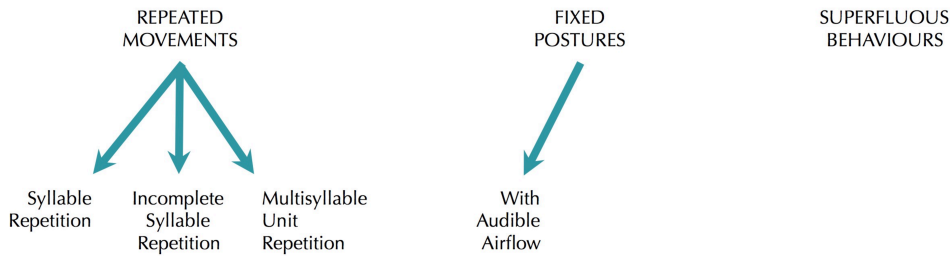 REPEATED
MOVEMENTS
FIXED
POSTURES
SUPERFLUOUS
BEHAVIOURS
Syllable
Repetition
Incomplete
Syllable
Repetition
Multisyllable
Unit
Repetition
With
Audible
Airflow